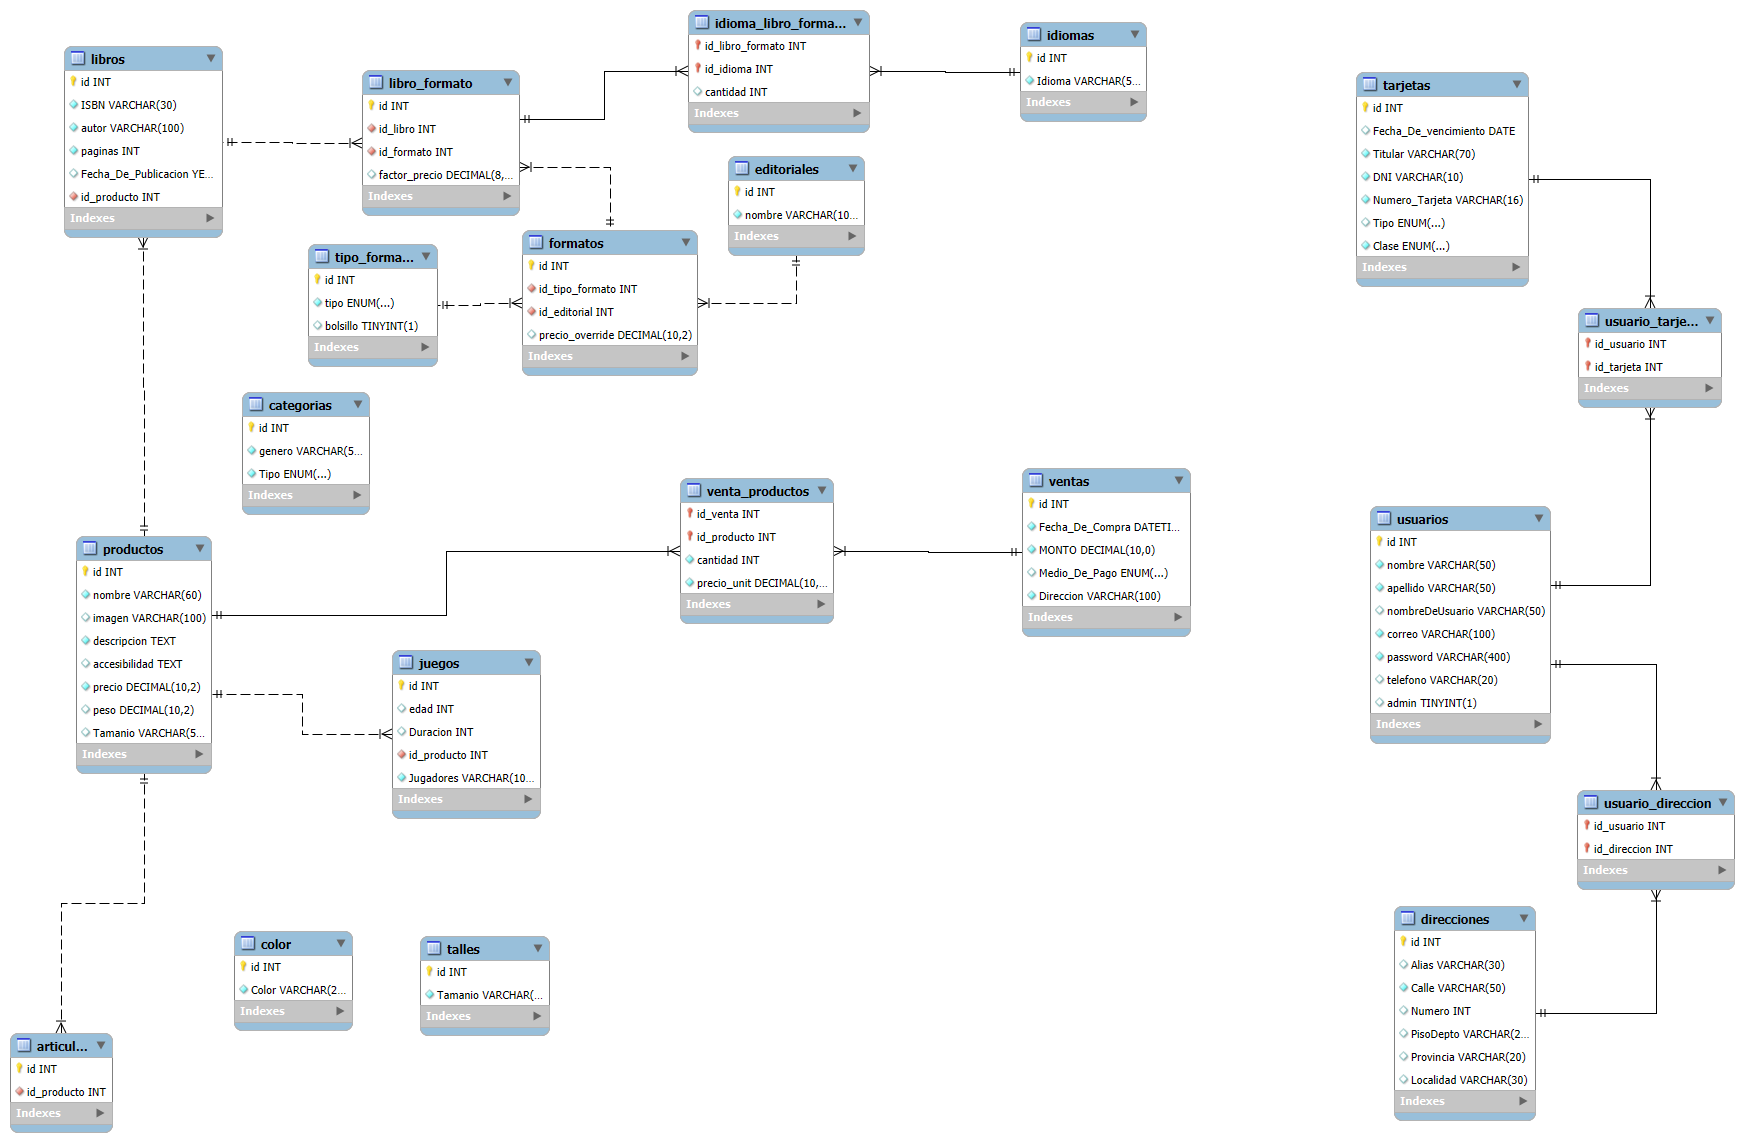 libros
id INT
ISBN VARCHAR(30)
autor VARCHAR(100)
paginas INT
Fecha_De_Publicacion YE...
id_producto INT
Indexes
libro_formato
id INT
id_libro INT
id_formato INT
factor_precio DECIMAL(8,...
Indexes
idioma_libro_forma...
id_libro_formato INT
id_idioma INT
cantidad INT
Indexes
idiomas
id INT
Idioma VARCHAR(5...
Indexes
editoriales
id INT
nombre VARCHAR(10...
Indexes
tipo_forma...
id INT
tipo ENUM(...)
bolsillo TINYINT(1)
Indexes
formatos
id INT
id_tipo_formato INT
id_editorial INT
precio_override DECIMAL(10,2)
Indexes
tarjetas
id INT
Fecha_De_vencimiento DATE
Titular VARCHAR(70)
DNI VARCHAR(10)
Numero_Tarjeta VARCHAR(16)
Tipo ENUM(...)
Clase ENUM(...)
Indexes
usuario_tarje...
id_usuario INT
id_tarjeta INT
Indexes
categorias
id INT
genero VARCHAR(5...
Tipo ENUM(...)
Indexes
venta_productos
id_venta INT
id_producto INT
cantidad INT
precio_unit DECIMAL(10,...
Indexes
ventas
id INT
Fecha_De_Compra DATETI...
MONTO DECIMAL(10,0)
Medio_De_Pago ENUM(...)
Direccion VARCHAR(100)
Indexes
usuarios
id INT
nombre VARCHAR(50)
apellido VARCHAR(50)
nombreDeUsuario VARCHAR(50)
correo VARCHAR(100)
password VARCHAR(400)
telefono VARCHAR(20)
admin TINYINT(1)
Indexes
productos
id INT
nombre VARCHAR(60)
imagen VARCHAR(100)
descripcion TEXT
accesibilidad TEXT
precio DECIMAL(10,2)
peso DECIMAL(10,2)
Tamanio VARCHAR(5...
Indexes
juegos
id INT
edad INT
Duracion INT
id_producto INT
Jugadores VARCHAR(10...
Indexes
usuario_direccion
id_usuario INT
id_direccion INT
Indexes
direcciones
id INT
Alias VARCHAR(30)
Calle VARCHAR(50)
Numero INT
PisoDepto VARCHAR(2...
Provincia VARCHAR(20)
Localidad VARCHAR(30)
Indexes
color
id INT
Color VARCHAR(2...
Indexes
talles
id INT
Tamanio VARCHAR(...
Indexes
articul...
id INT
id_producto INT
Indexes